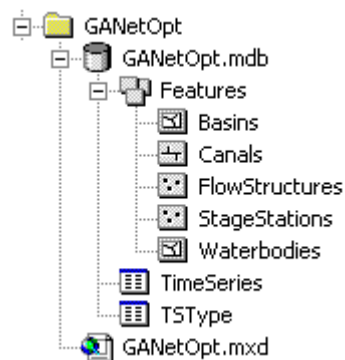 GANetOpt
GANetOpt.mdb
Features
Basins
Canals
FlowStructures
StageStations
Waterbodies
TimeSeries
TSType
GANetOpt.mxd